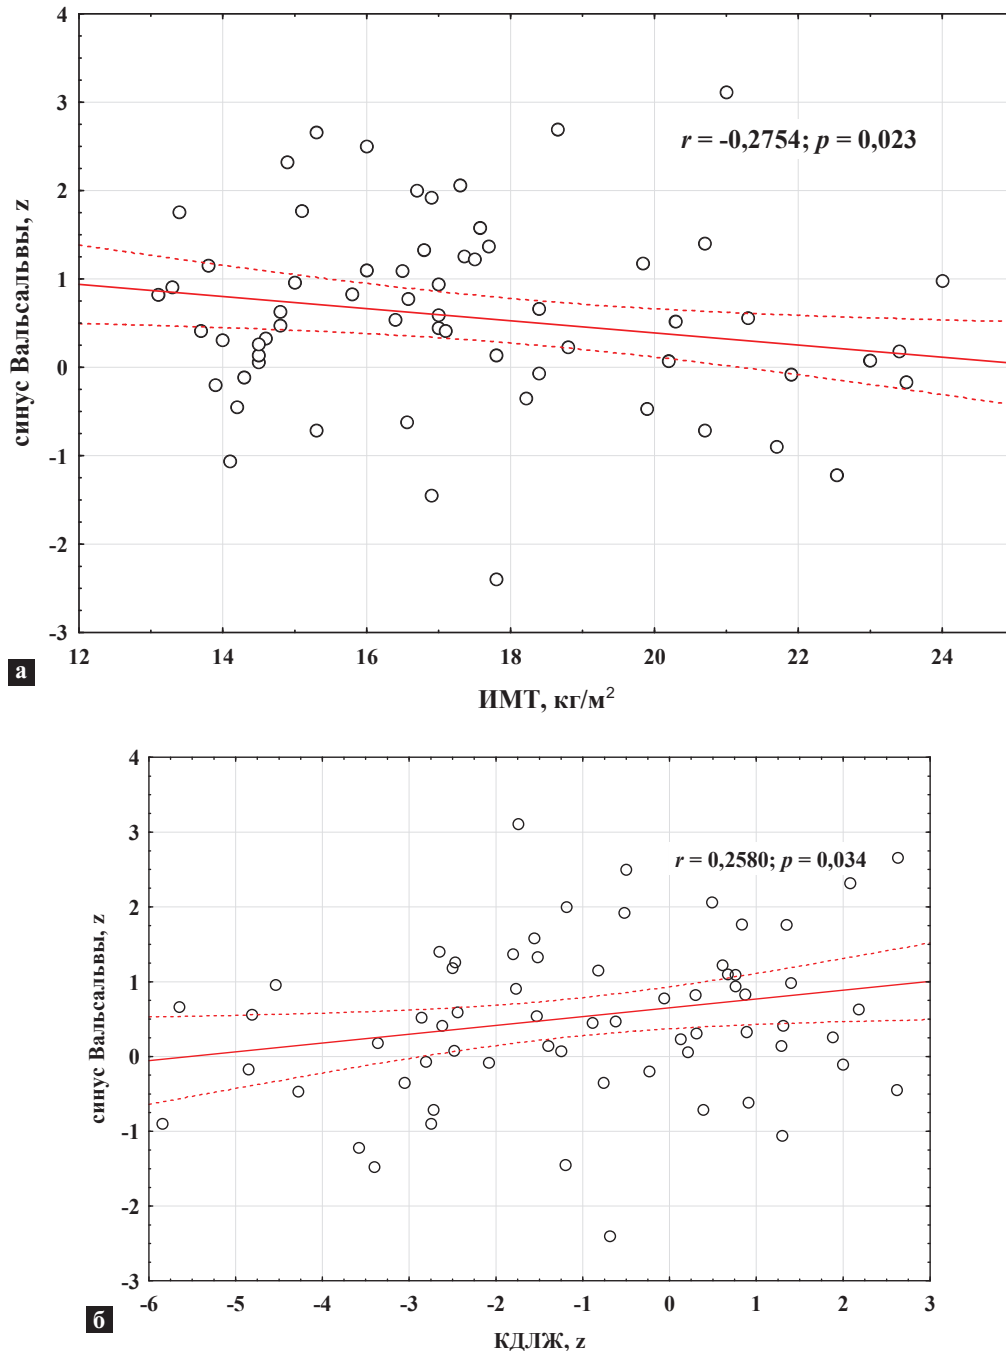 4
3
r = -0,2754; p = 0,023
2
1
0
-1
-2
-3
синус Вальсальвы, z
12 14 16 18 20 22 24
а
ИМТ, кг/м²
4
3
r = 0,2580; p = 0,034
2
1
0
-1
-2
-3
синус Вальсальвы, z
-6 -5 -4 -3 -2 -1 0 1 2 3
б
КДЛЖ, z